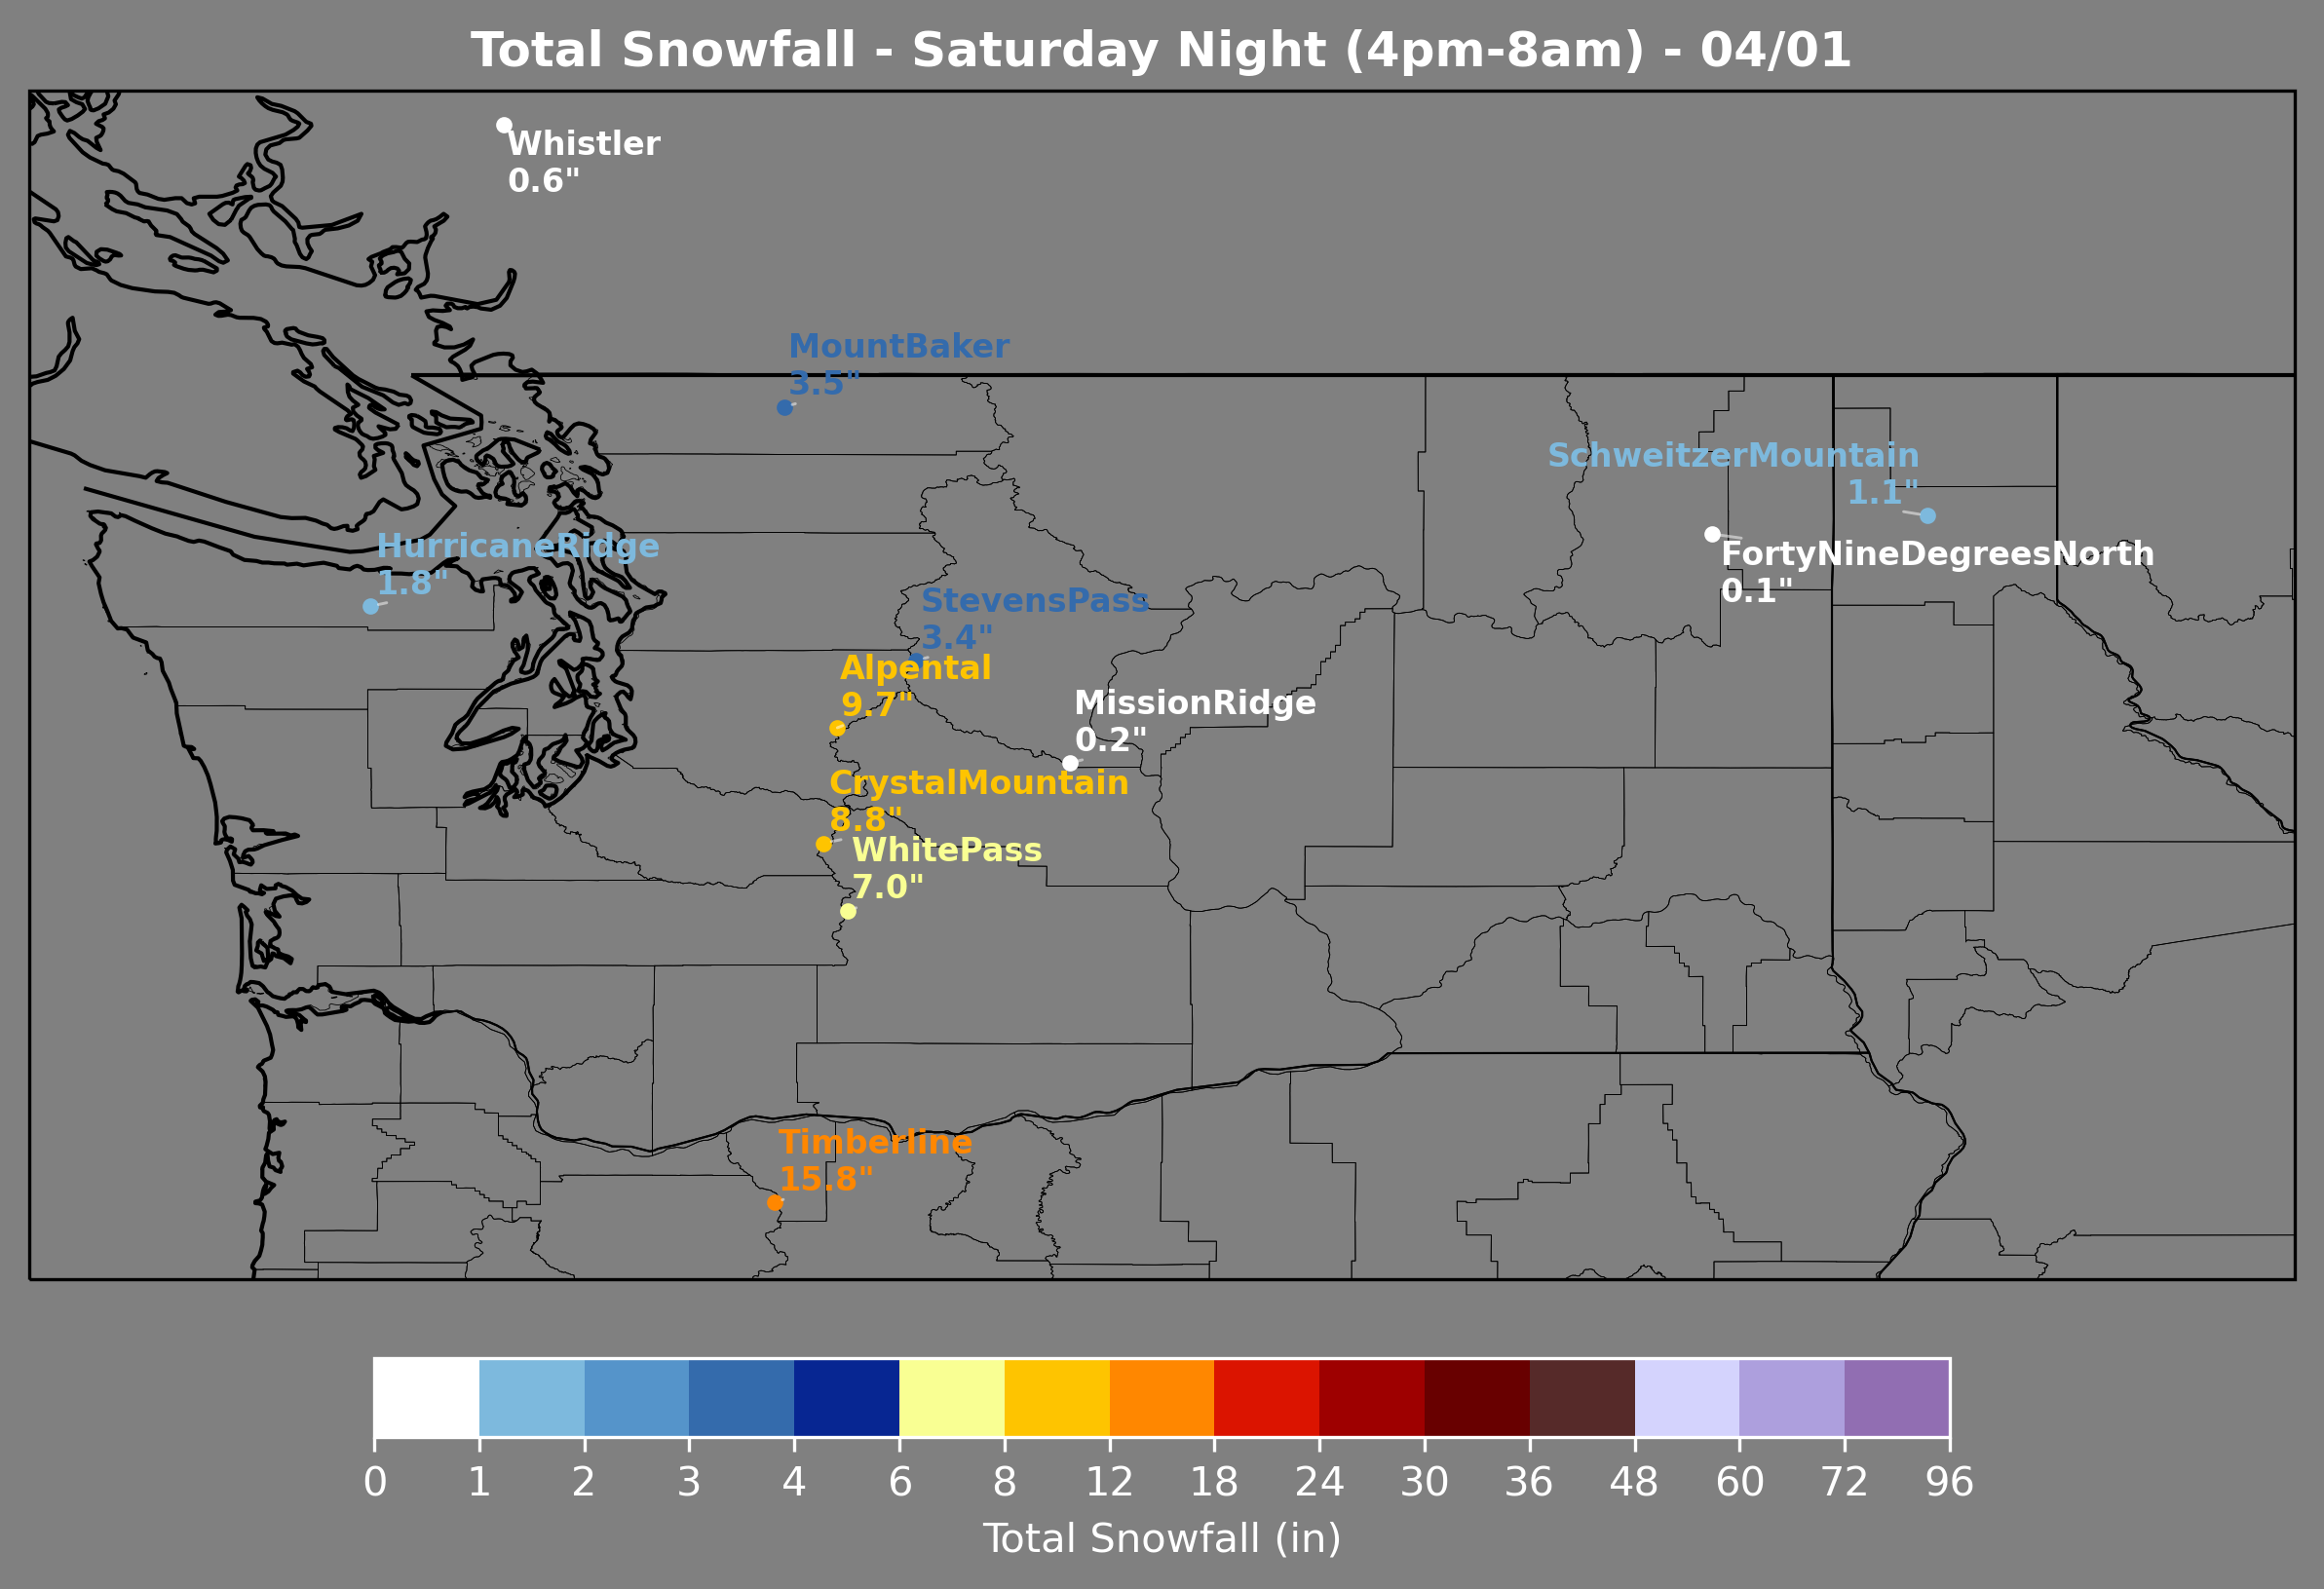 Total Snowfall - Saturday Night (4pm-8am) - 04/01
Whistler
0.6"
MountBaker
3.5"
SchweitzerMountain
1.1"
HurricaneRidge
1.8"
FortyNineDegreesNorth
0.1"
StevensPass
3.4"
Alpental
9.7"
MissionRidge
0.2"
CrystalMountain
8.8"
WhitePass
7.0"
Timberline
15.8"
0 1 2 3 4 6 8 12 18 24 30 36 48 60 72 96
Total Snowfall (in)